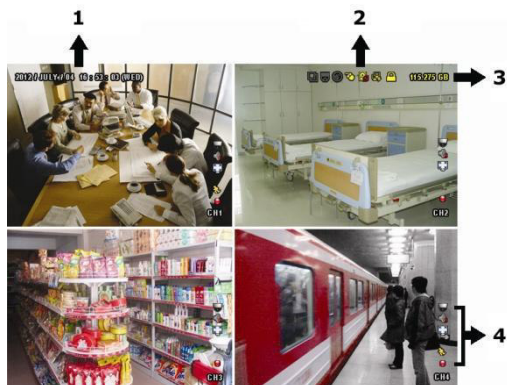 1
2
2012 / JULY / 04 16 : 53 : 03 (WED)
115.275 GB
3
CH1
CH2
CH3
CH4
4